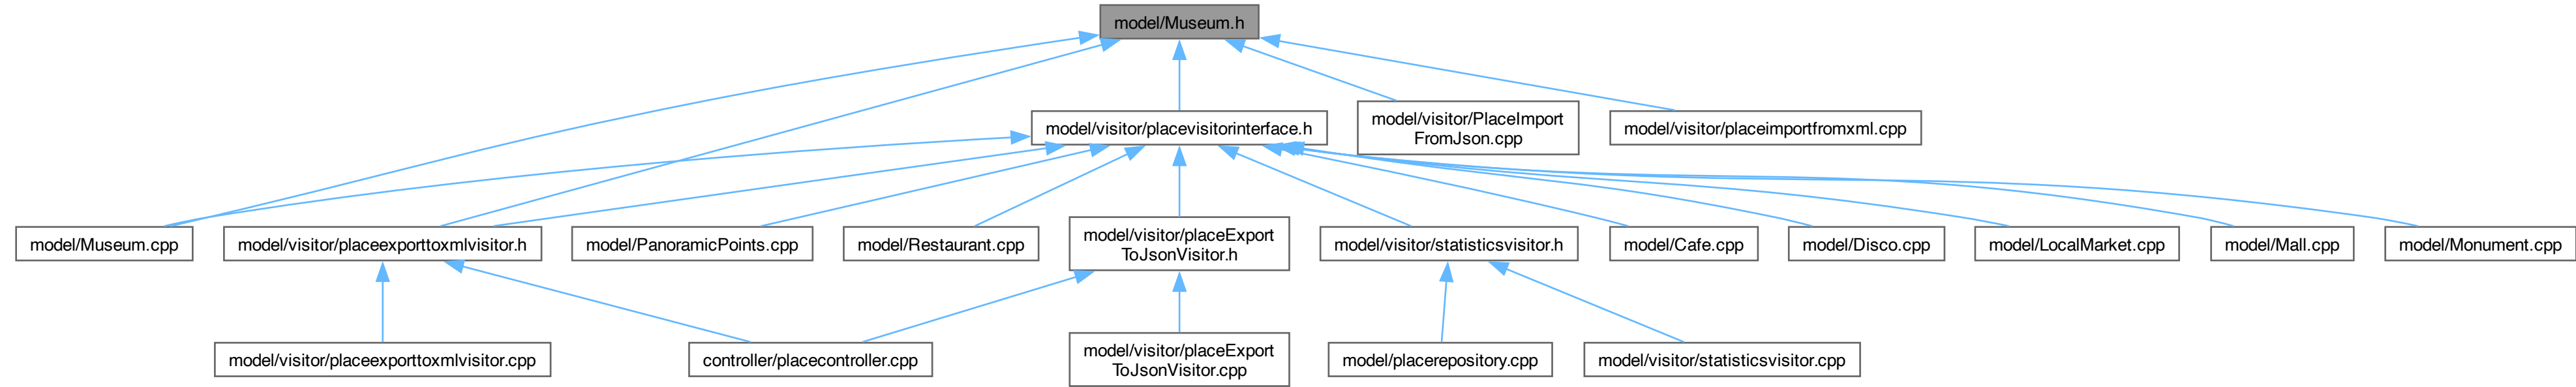 model/Museum.h
model/visitor/placevisitorinterface.h
model/visitor/PlaceImport
FromJson.cpp
model/visitor/placeimportfromxml.cpp
model/Museum.cpp
model/visitor/placeexporttoxmlvisitor.h
model/PanoramicPoints.cpp
model/Restaurant.cpp
model/visitor/placeExport
ToJsonVisitor.h
model/visitor/statisticsvisitor.h
model/Cafe.cpp
model/Disco.cpp
model/LocalMarket.cpp
model/Mall.cpp
model/Monument.cpp
model/visitor/placeexporttoxmlvisitor.cpp
controller/placecontroller.cpp
model/visitor/placeExport
ToJsonVisitor.cpp
model/placerepository.cpp
model/visitor/statisticsvisitor.cpp